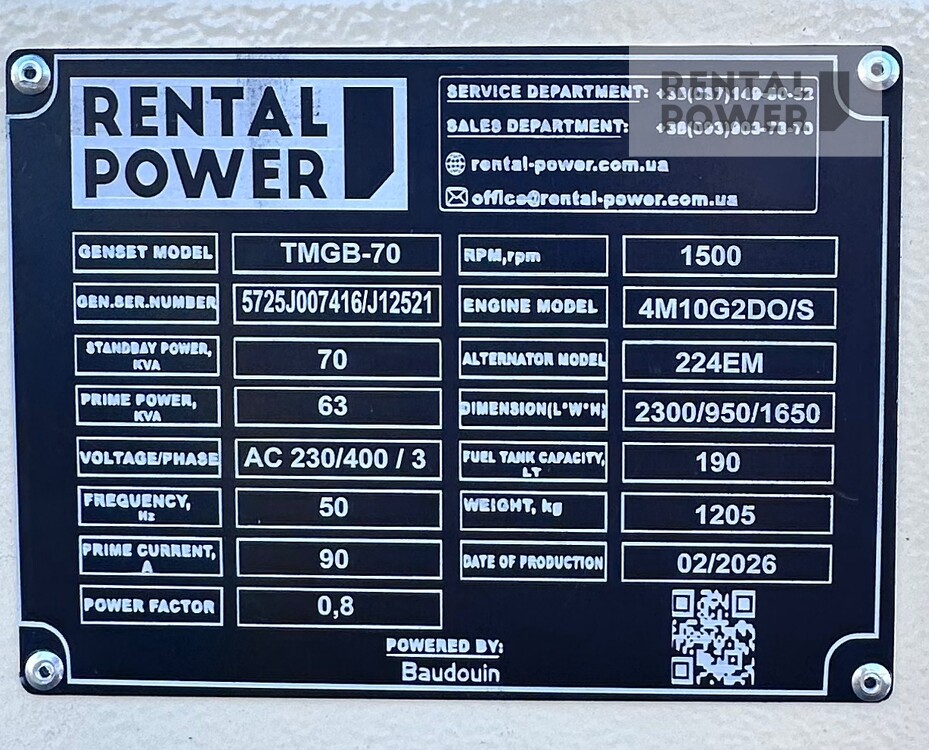 RENTAL
POWER
SERVICE DEPARTMENT:
SALES DEPARTMENT:
rental-power.com.ua
office@rental-power.com.ua
RENTAL
POWER
GENSET MODEL TMGB-70
GEN.SER.NUMBER 5725J007416/J12521
STANDBAY POWER,
KVA 70
PRIME POWER,
KVA 63
VOLTAGE/PHASE AC 230/400 / 3
FREQUENCY,
Hz 50
PRIME CURRENT,
A 90
POWER FACTOR 0,8
RPM,rpm 1500
ENGINE MODEL 4M10G2DO/S
ALTERNATOR MODEL 224EM
DIMENSION(L*W*H) 2300/950/1650
FUEL TANK CAPACITY,
LT 190
WEIGHT, kg 1205
DATE OF PRODUCTION 02/2026
POWERED BY:
Baudouin